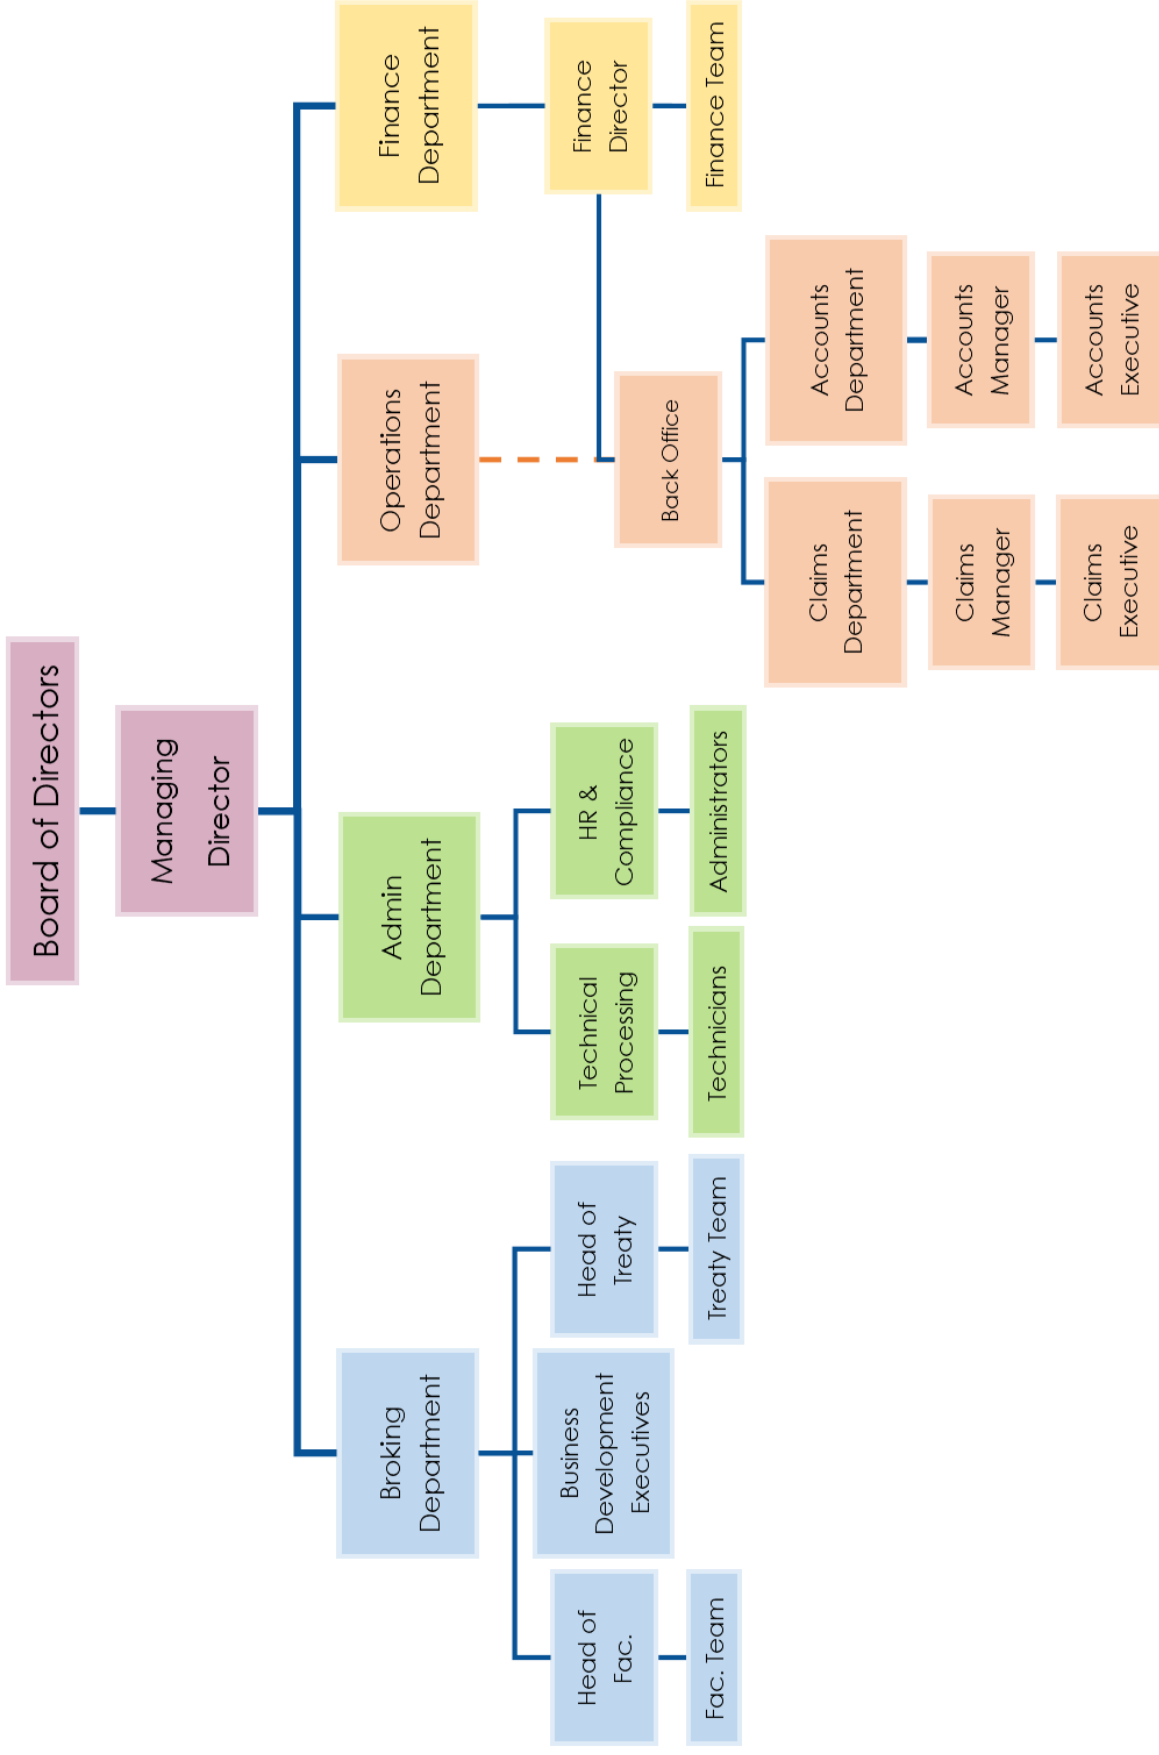 Board of Directors
Managing
Director
Broking
Department
Admin
Department
Operations
Department
Finance
Department
Head of
Fac.
Business
Development
Executives
Head of
Treaty
Technical
Processing
HR &
Compliance
Finance
Director
Fac. Team
Treaty Team
Technicians
Administrators
Back Office
Finance Team
Claims
Department
Accounts
Department
Claims
Manager
Accounts
Manager
Claims
Executive
Accounts
Executive